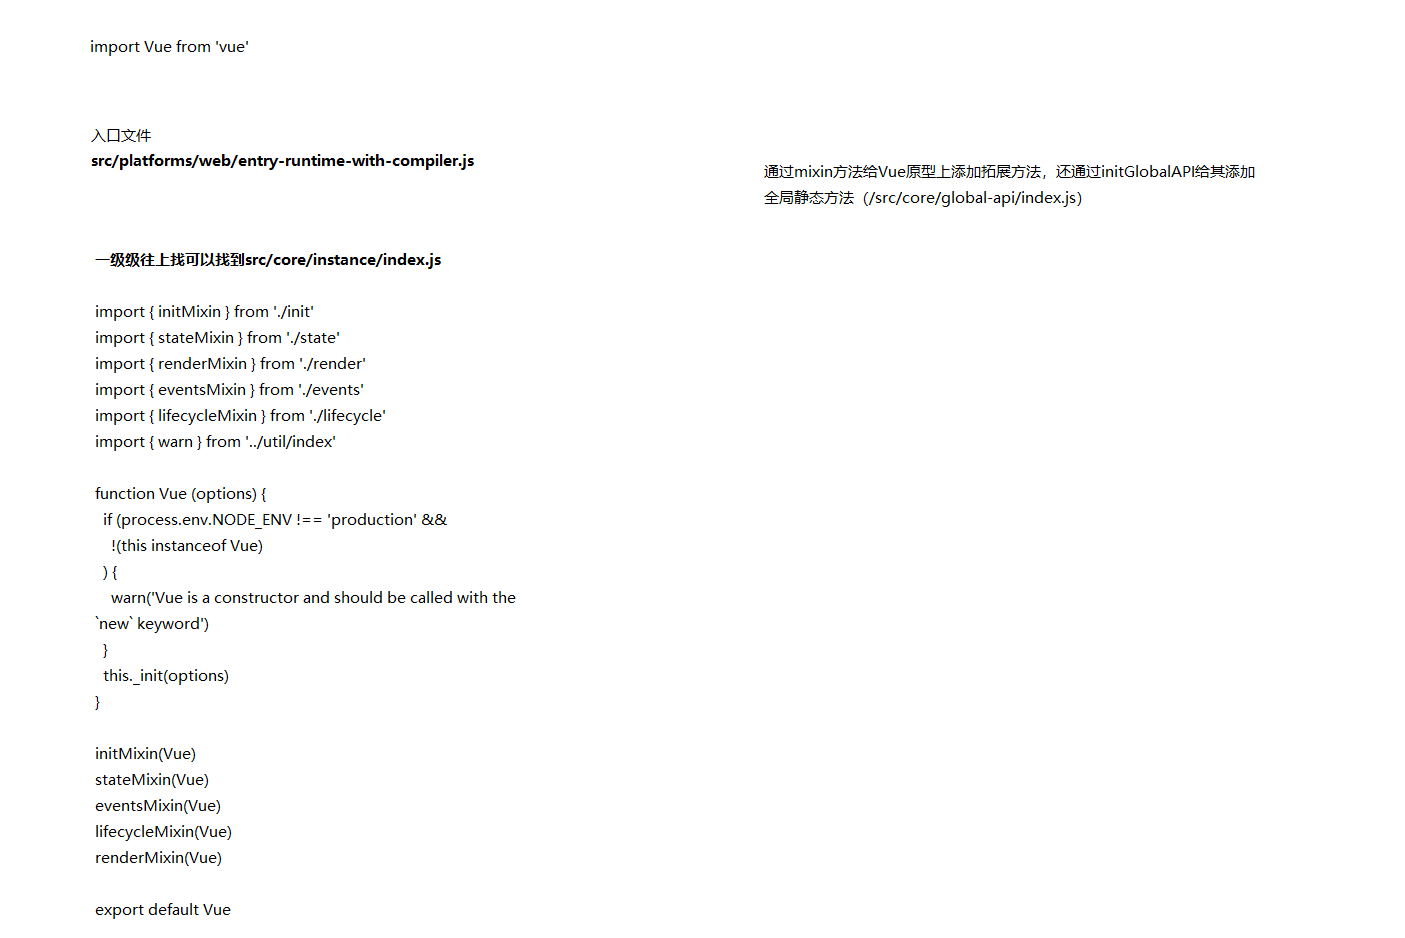 import Vue from 'vue'
入口文件
src/platforms/web/entry-runtime-with-compiler.js
通过mixin方法给Vue原型上添加拓展方法，还通过initGlobalAPI给其添加
全局静态方法（/src/core/global-api/index.js）
一级级往上找可以找到src/core/instance/index.js
import { initMixin } from './init'
import { stateMixin } from './state'
import { renderMixin } from './render'
import { eventsMixin } from './events'
import { lifecycleMixin } from './lifecycle'
import { warn } from '../util/index'
function Vue (options) {
  if (process.env.NODE_ENV !== 'production' &&
    !(this instanceof Vue)
  ) {
    warn('Vue is a constructor and should be called with the
`new` keyword')
  }
  this._init(options)
}
initMixin(Vue)
stateMixin(Vue)
eventsMixin(Vue)
lifecycleMixin(Vue)
renderMixin(Vue)
export default Vue